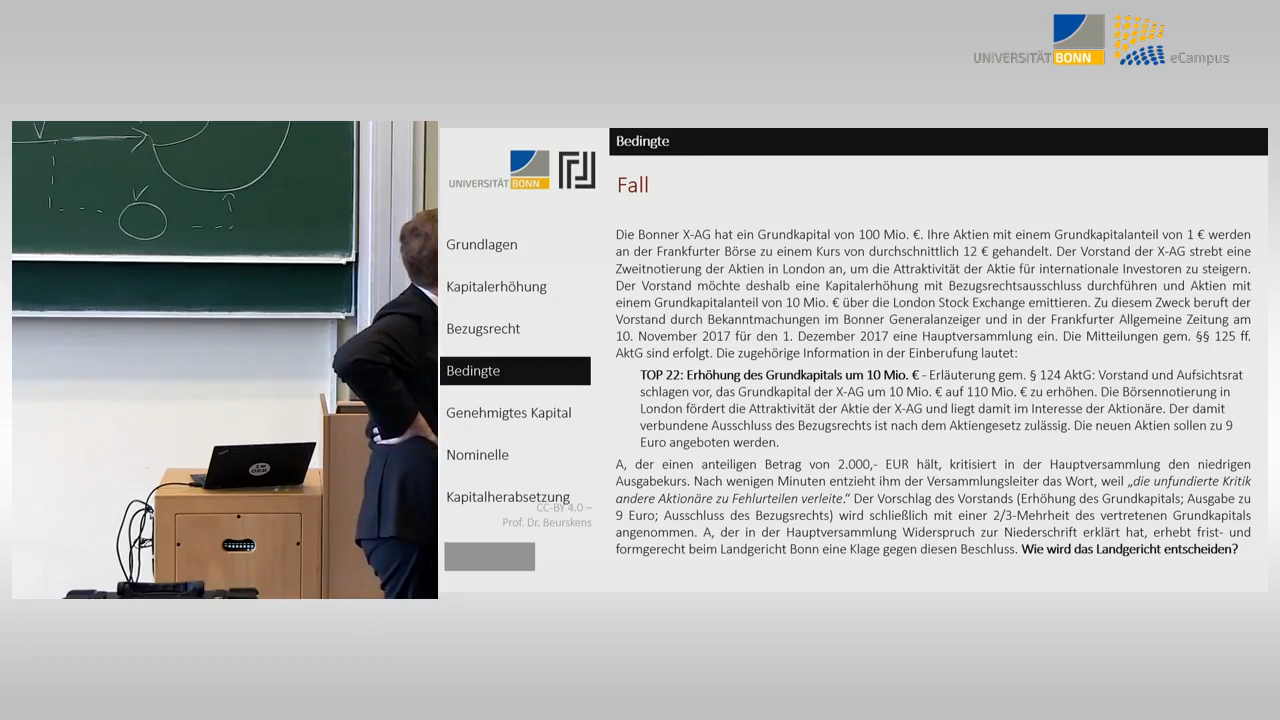 UNIVERSITÄT BONN
eCampus
UNIVERSITÄT BONN
Grundlagen
Kapitalerhöhung
Bezugsrecht
Bedingte
Genehmigtes Kapital
Nominelle
Kapitalherabsetzung
CC-BY 4.0 –
Prof. Dr. Beurskens
Bedingte
Fall
Die Bonner X-AG hat ein Grundkapital von 100 Mio. €. Ihre Aktien mit einem Grundkapitalanteil von 1 € werden
an der Frankfurter Börse zu einem Kurs von durchschnittlich 12 € gehandelt. Der Vorstand der X-AG strebt eine
Zweitnotierung der Aktien in London an, um die Attraktivität der Aktie für internationale Investoren zu steigern.
Der Vorstand möchte deshalb eine Kapitalerhöhung mit Bezugsrechtsausschluss durchführen und Aktien mit
einem Grundkapitalanteil von 10 Mio. € über die London Stock Exchange emittieren. Zu diesem Zweck beruft der
Vorstand durch Bekanntmachungen im Bonner Generalanzeiger und in der Frankfurter Allgemeine Zeitung am
10. November 2017 für den 1. Dezember 2017 eine Hauptversammlung ein. Die Mitteilungen gem. §§ 125 ff.
AktG sind erfolgt. Die zugehörige Information in der Einberufung lautet:
TOP 22: Erhöhung des Grundkapitals um 10 Mio. € - Erläuterung gem. § 124 AktG: Vorstand und Aufsichtsrat
schlagen vor, das Grundkapital der X-AG um 10 Mio. € auf 110 Mio. € zu erhöhen. Die Börsennotierung in
London fördert die Attraktivität der Aktie der X-AG und liegt damit im Interesse der Aktionäre. Der damit
verbundene Ausschluss des Bezugsrechts ist nach dem Aktiengesetz zulässig. Die neuen Aktien sollen zu 9
Euro angeboten werden.
A, der einen anteiligen Betrag von 2.000,- EUR hält, kritisiert in der Hauptversammlung den niedrigen
Ausgabekurs. Nach wenigen Minuten entzieht ihm der Versammlungsleiter das Wort, weil „die unfundierte Kritik
andere Aktionäre zu Fehlurteilen verleite.“ Der Vorschlag des Vorstands (Erhöhung des Grundkapitals; Ausgabe zu
9 Euro; Ausschluss des Bezugsrechts) wird schließlich mit einer 2/3-Mehrheit des vertretenen Grundkapitals
angenommen. A, der in der Hauptversammlung Widerspruch zur Niederschrift erklärt hat, erhebt frist- und
formgerecht beim Landgericht Bonn eine Klage gegen diesen Beschluss. Wie wird das Landgericht entscheiden?